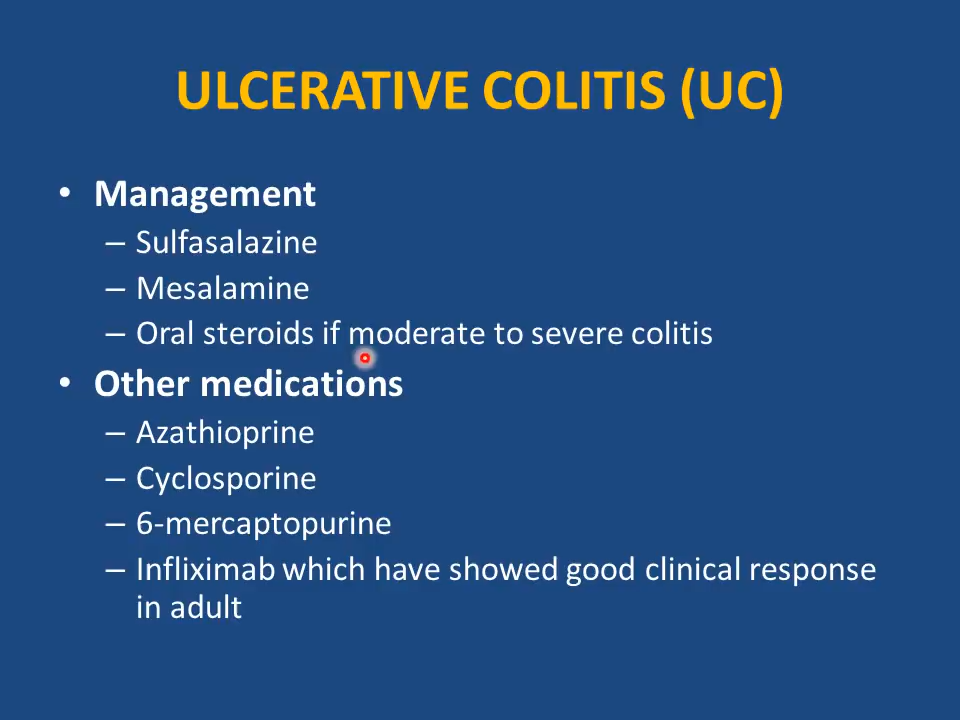 ULCERATIVE COLITIS (UC)
• Management
– Sulfasalazine
– Mesalamine
– Oral steroids if moderate to severe colitis
• Other medications
– Azathioprine
– Cyclosporine
– 6-mercaptopurine
– Infliximab which have showed good clinical response
in adult